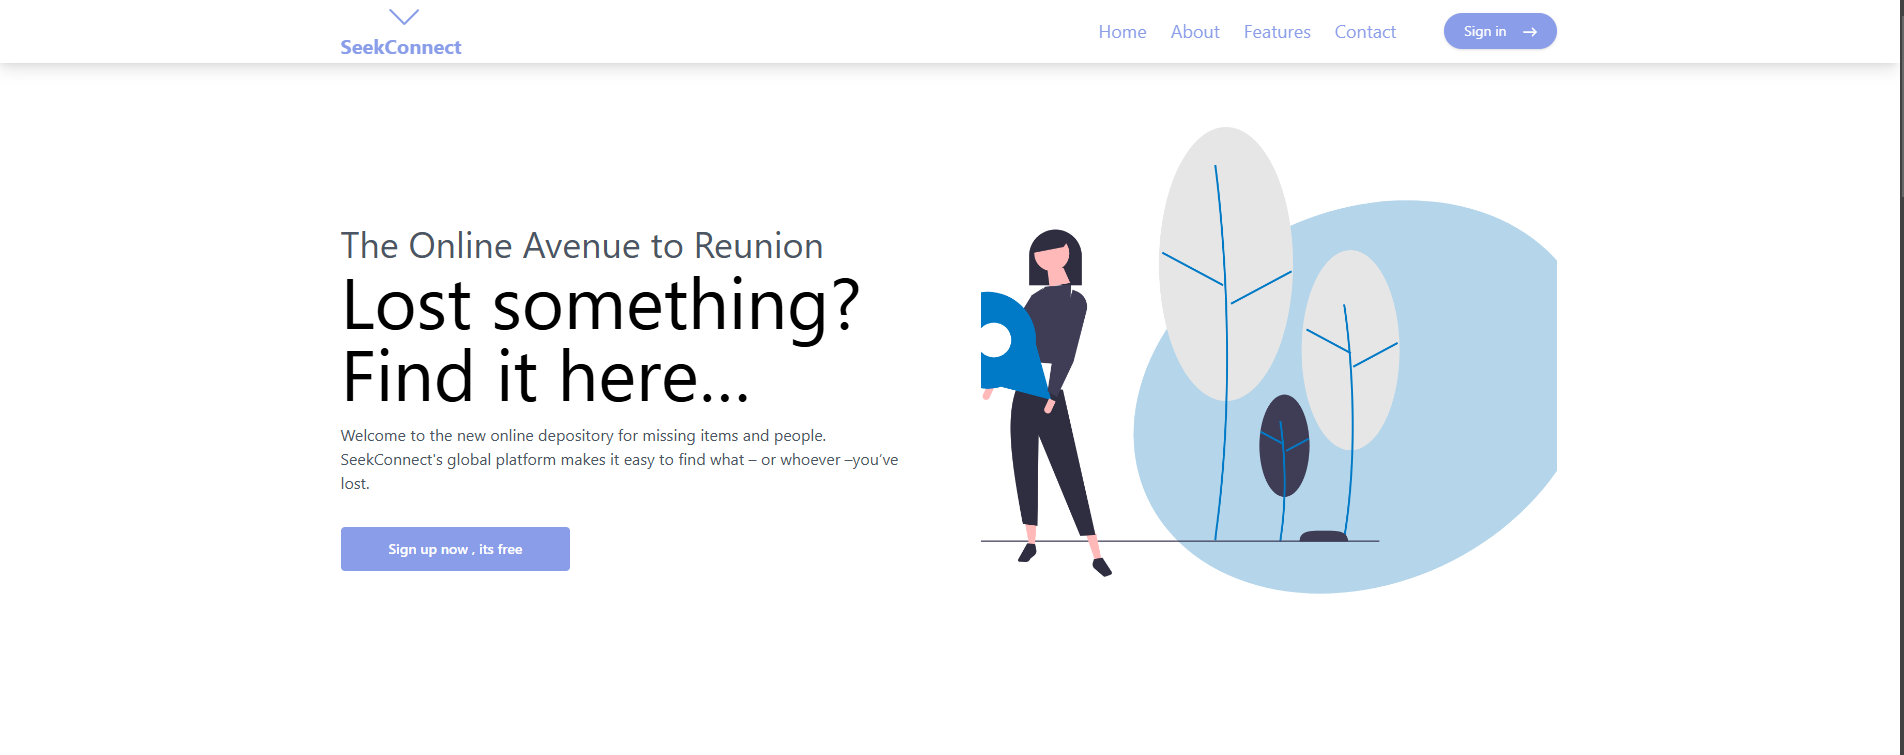 SeekConnect
Home About Features Contact Sign in →
The Online Avenue to Reunion
Lost something?
Find it here...
Welcome to the new online depository for missing items and people.
SeekConnect's global platform makes it easy to find what – or whoever –you've
lost.
Sign up now , its free